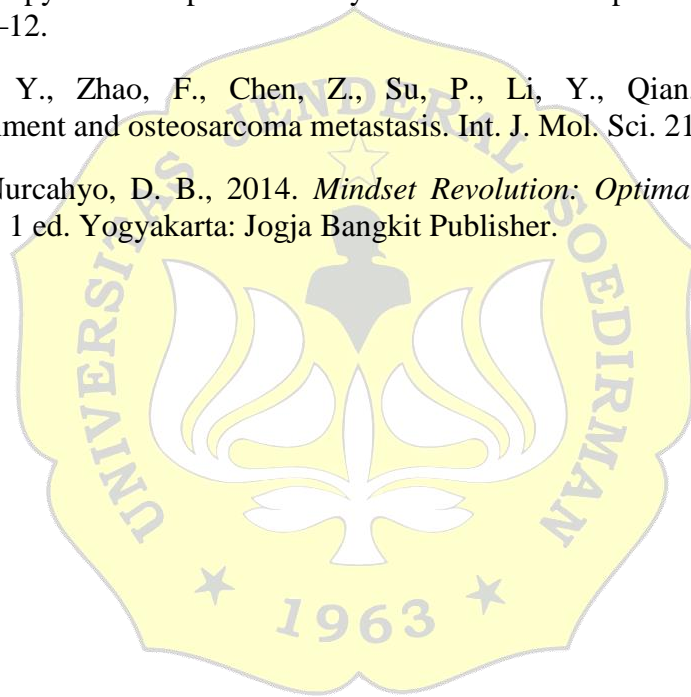 –12.
Y., Zhao, F., Chen, Z., Su, P., Li, Y., Qian,
ment and osteosarcoma metastasis. Int. J. Mol. Sci. 21
Nurcahyo, D. B., 2014. Mindset Revolution: Optima
1 ed. Yogyakarta: Jogja Bangkit Publisher.
UNIVERSITAS JENDERAL SOEDIRMAN
1963